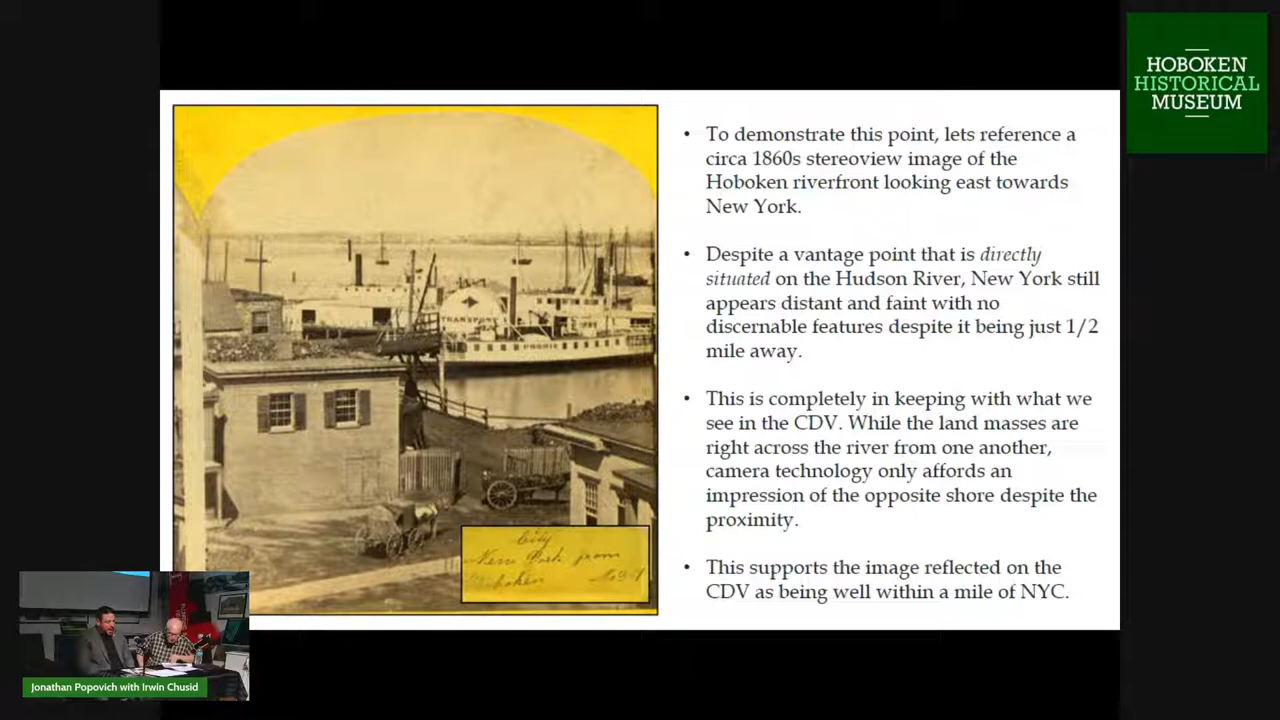 HOBOKEN
HISTORICAL
MUSEUM
• To demonstrate this point, lets reference a
circa 1860s stereoview image of the
Hoboken riverfront looking east towards
New York.
• Despite a vantage point that is directly
situated on the Hudson River, New York still
appears distant and faint with no
discernable features despite it being just 1/2
mile away.
• This is completely in keeping with what we
see in the CDV. While the land masses are
right across the river from one another,
camera technology only affords an
impression of the opposite shore despite the
proximity.
• This supports the image reflected on the
CDV as being well within a mile of NYC.
TRANSPORT
City
New York from
Hoboken
Jonathan Popovich with Irwin Chusid